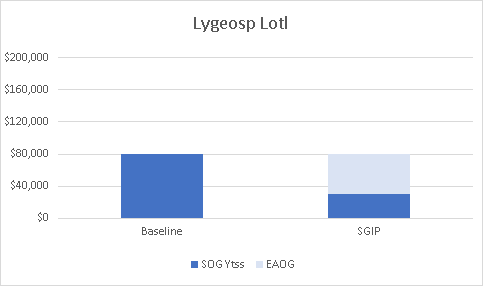 Lygeosp Lotl
$200,000
$160,000
$120,000
$80,000
$40,000
$0
Baseline
SGIP
SOG Ytss
EAOG